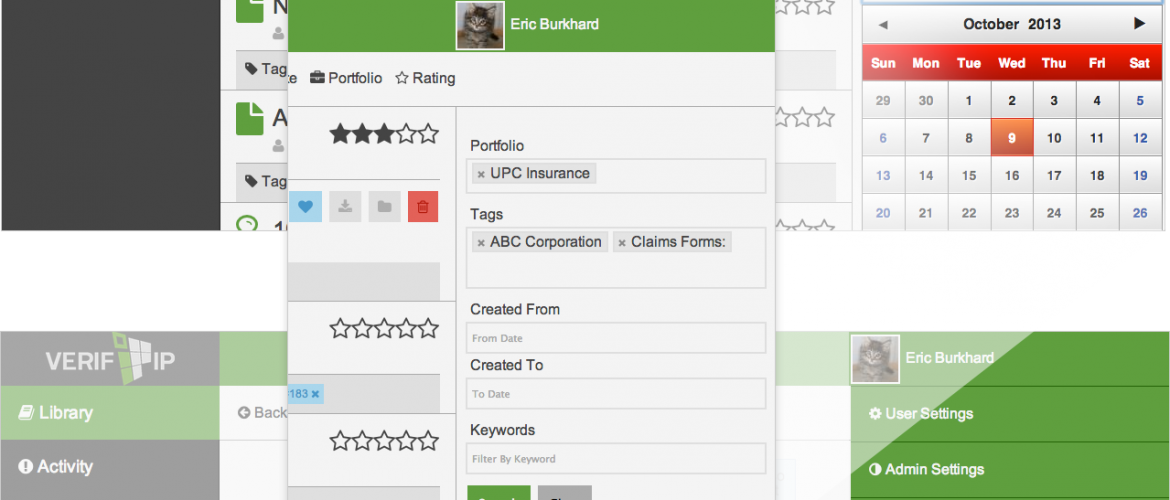 Eric Burkhard
Tag
Portfolio
Rating
A
Tag
Portfolio
× UPC Insurance
Tags
× ABC Corporation × Claims Forms:
Created From
From Date
Created To
To Date
Keywords
Filter By Keyword
183 ×
October 2013
Sun Mon Tue Wed Thu Fri Sat
29 30 1 2 3 4 5
6 7 8 9 10 11 12
13 14 15 16 17 18 19
20 21 22 23 24 25 26
VERIF IP
Library
Activity
Back
Eric Burkhard
User Settings
Admin Settings